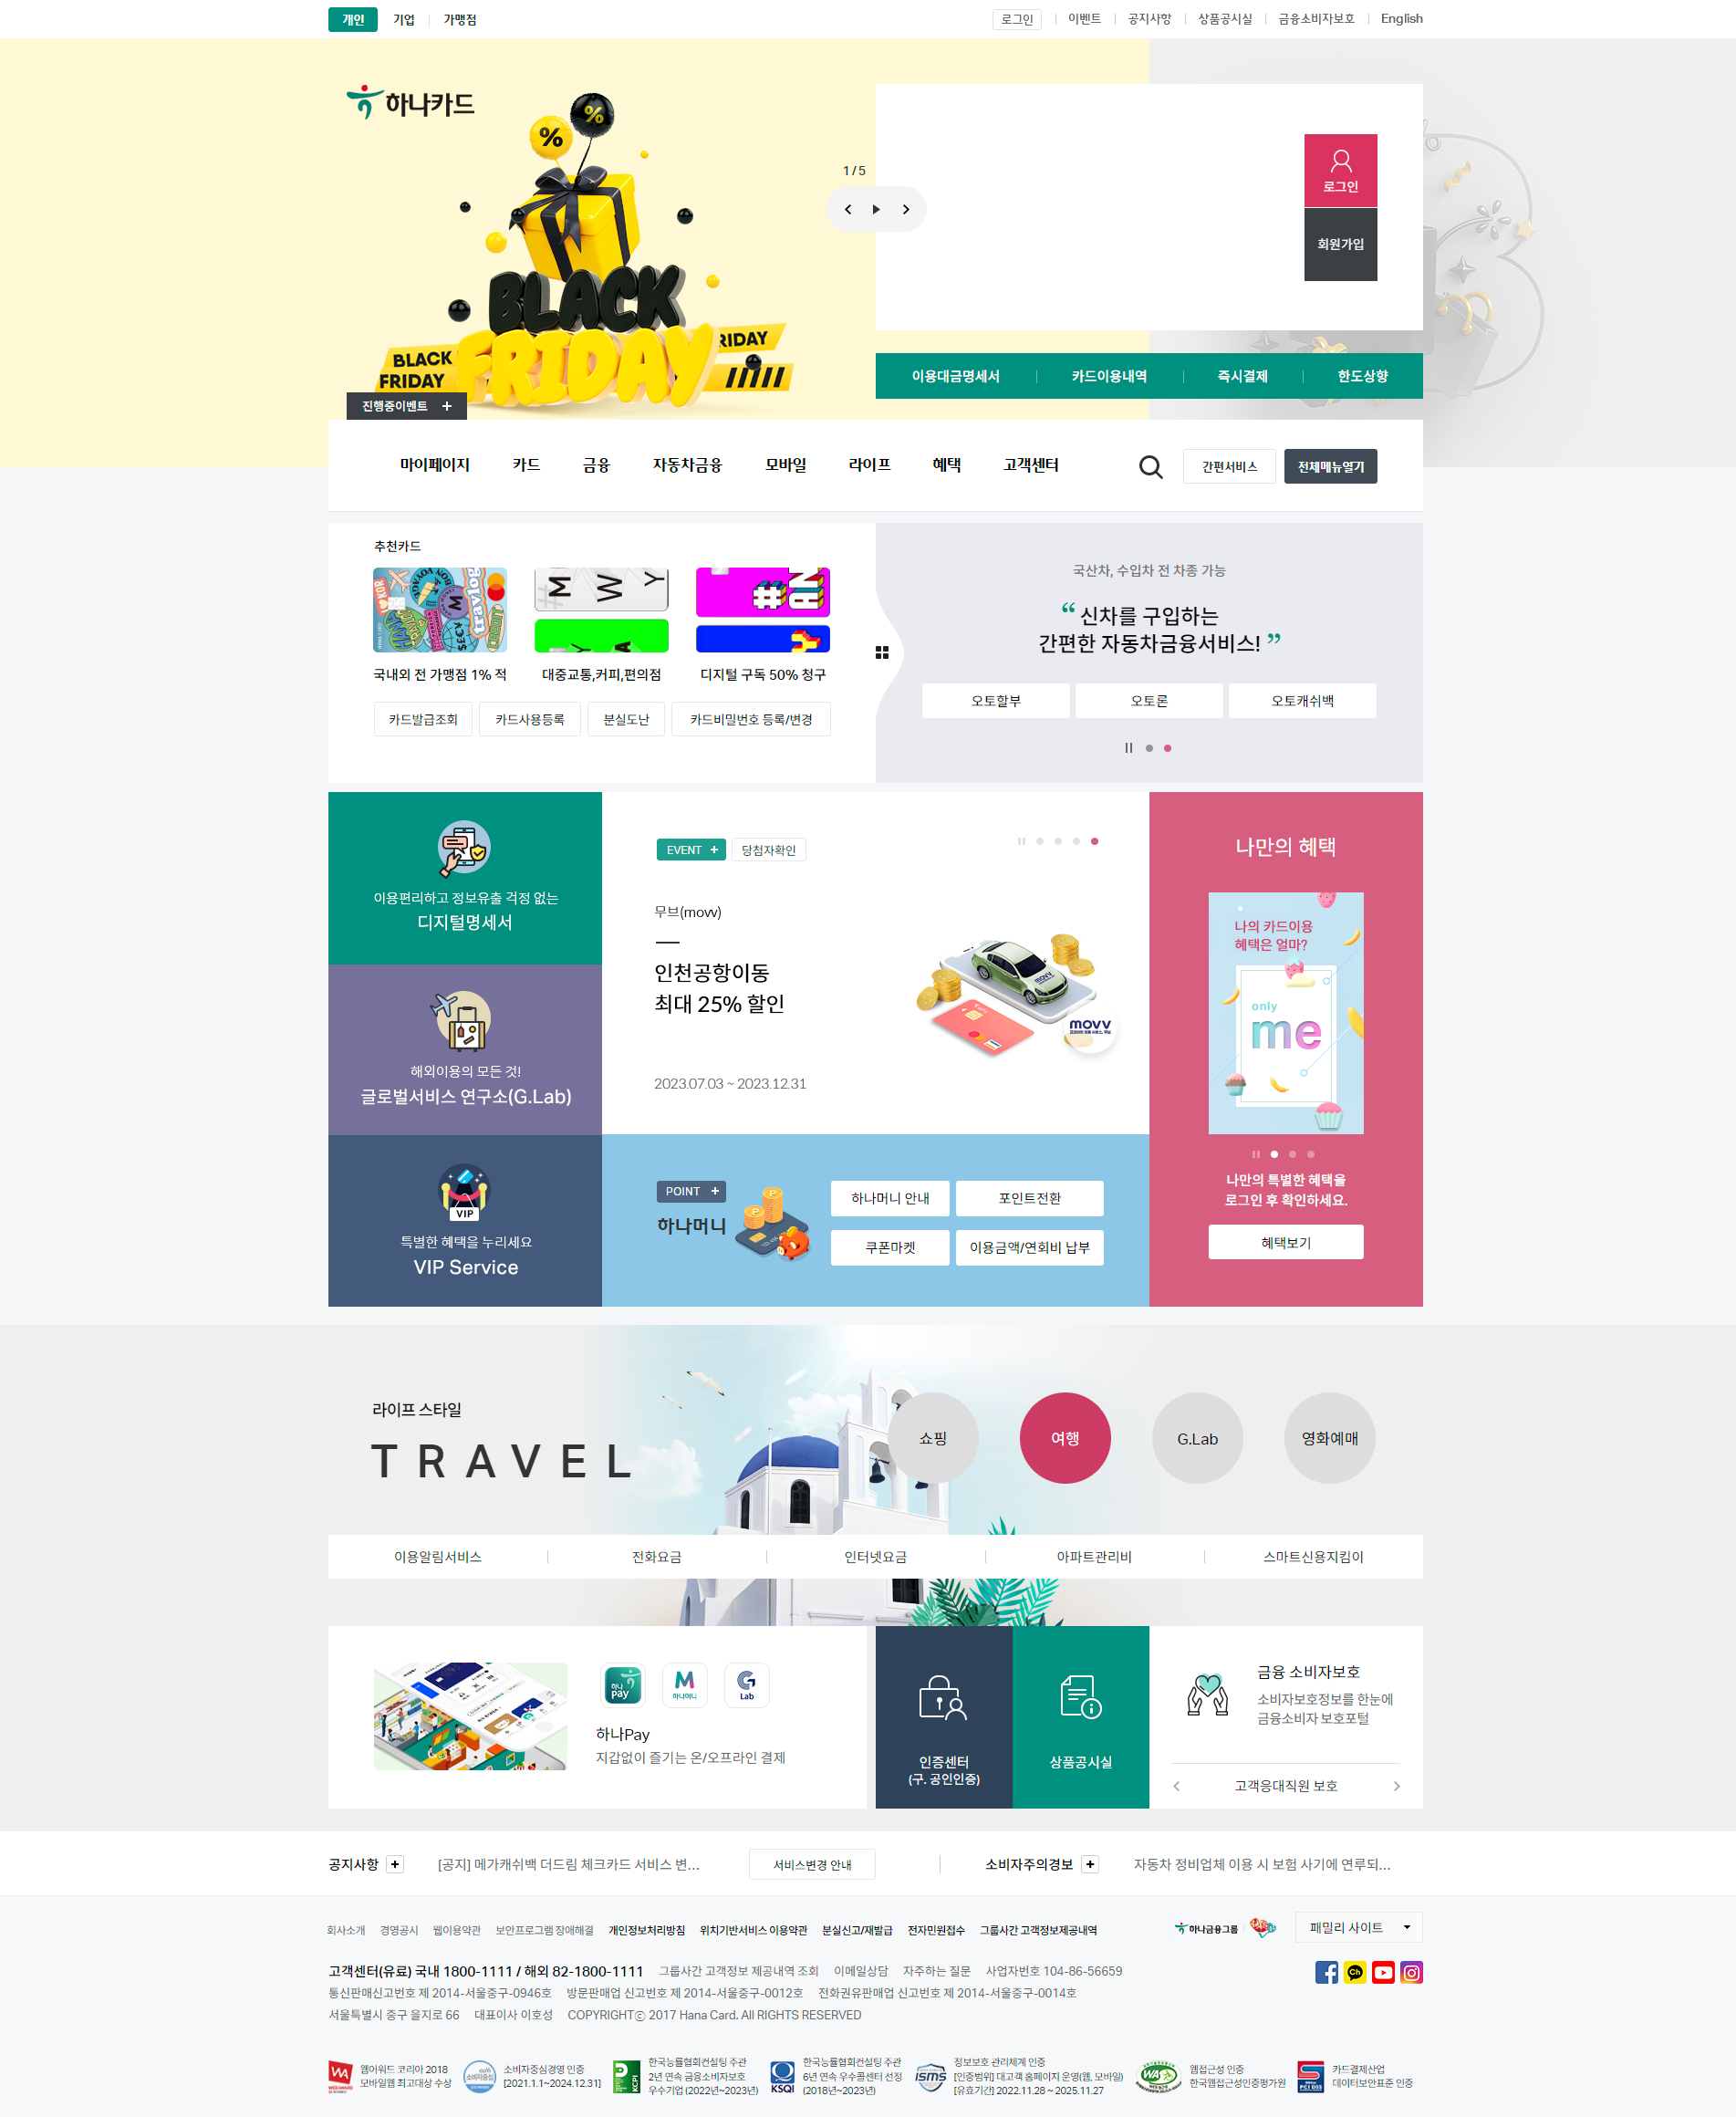 개인
기업
가맹점
로그인
이벤트
공지사항
상품공시실
금융소비자보호
English
하나카드
%
%
BLACK
FRIDAY
BLACK
FRIDAY
RIDAY
1 / 5
로그인
회원가입
이용대금명세서
카드이용내역
즉시결제
한도상향
진행중이벤트 +
마이페이지
카드
금융
자동차금융
모바일
라이프
혜택
고객센터
간편서비스
전체메뉴열기
추천카드
국내외 전 가맹점 1% 적
대중교통,커피,편의점
디지털 구독 50% 청구
카드발급조회
카드사용등록
분실도난
카드비밀번호 등록/변경
국산차, 수입차 전 차종 가능
“ 신차를 구입하는
간편한 자동차금융서비스! ”
오토할부
오토론
오토캐쉬백
이용편리하고 정보유출 걱정 없는
디지털명세서
해외이용의 모든 것!
글로벌서비스 연구소(G.Lab)
VIP
특별한 혜택을 누리세요
VIP Service
EVENT +
당첨자확인
무브(movv)
인천공항이동
최대 25% 할인
2023.07.03 ~ 2023.12.31
movv
movv
POINT +
하나머니
하나머니 안내
포인트전환
쿠폰마켓
이용금액/연회비 납부
나만의 혜택
나의 카드이용
혜택은 얼마?
only
me
나만의 특별한 혜택을
로그인 후 확인하세요.
혜택보기
라이프 스타일
TRAVEL
쇼핑
여행
G.Lab
영화예매
이용알림서비스
전화요금
인터넷요금
아파트관리비
스마트신용지킴이
하나
pay
M
하나머니
G
Lab
하나Pay
지갑없이 즐기는 온/오프라인 결제
인증센터
(구. 공인인증)
상품공시실
금융 소비자보호
소비자보호정보를 한눈에
금융소비자 보호포털
고객응대직원 보호
공지사항 +
[공지] 메가캐쉬백 더드림 체크카드 서비스 변...
서비스변경 안내
소비자주의경보 +
자동차 정비업체 이용 시 보험 사기에 연루되...
회사소개
경영공시
웹이용약관
보안프로그램 장애해결
개인정보처리방침
위치기반서비스 이용약관
분실신고/재발급
전자민원접수
그룹사간 고객정보제공내역
하나금융그룹
패밀리 사이트
고객센터(유료) 국내 1800-1111 / 해외 82-1800-1111
그룹사간 고객정보 제공내역 조회
이메일상담
자주하는 질문
사업자번호 104-86-56659
통신판매신고번호 제 2014-서울중구-0946호
방문판매업 신고번호 제 2014-서울중구-0012호
전화권유판매업 신고번호 제 2014-서울중구-0014호
서울특별시 중구 을지로 66
대표이사 이호성
COPYRIGHTⓒ 2017 Hana Card. All RIGHTS RESERVED
WA
웹어워드 코리아 2018
모바일웹 최고대상 수상
소비자중심
소비자중심경영 인증
[2021.1.1~2024.12.31]
KCPI
한국능률협회컨설팅 주관
2년 연속 금융소비자보호
우수기업 (2022년~2023년)
KSQI
한국능률협회컨설팅 주관
6년 연속 우수콜센터 선정
(2018년~2023년)
ISMS
정보보호 관리체계 인증
[인증범위] 대고객 홈페이지 운영(웹, 모바일)
[유효기간] 2022.11.28 ~ 2025.11.27
WA
웹접근성 인증
한국웹접근성인증평가원
PCI DSS
카드결제산업
데이터보안표준 인증